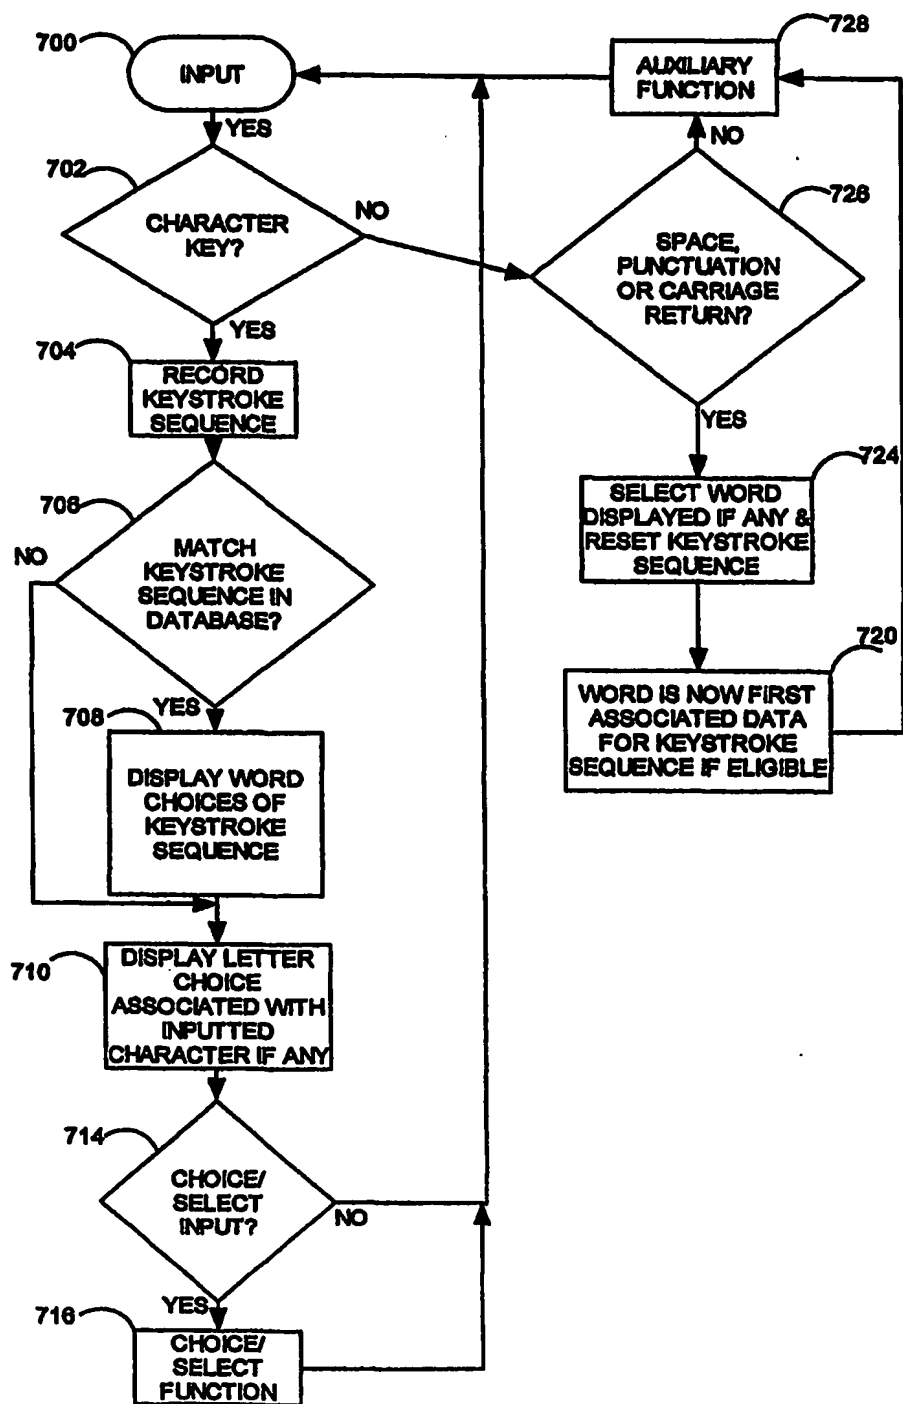 700
INPUT
YES
702
CHARACTER
KEY?
NO
YES
704
RECORD
KEYSTROKE
SEQUENCE
706
NO
MATCH
KEYSTROKE
SEQUENCE IN
DATABASE?
YES
708
DISPLAY WORD
CHOICES OF
KEYSTROKE
SEQUENCE
710
DISPLAY LETTER
CHOICE
ASSOCIATED WITH
INPUTTED
CHARACTER IF ANY
714
CHOICE/
SELECT
INPUT?
NO
YES
716
CHOICE/
SELECT
FUNCTION
728
AUXILIARY
FUNCTION
NO
726
SPACE,
PUNCTUATION
OR CARRIAGE
RETURN?
YES
724
SELECT WORD
DISPLAYED IF ANY &
RESET KEYSTROKE
SEQUENCE
720
WORD IS NOW FIRST
ASSOCIATED DATA
FOR KEYSTROKE
SEQUENCE IF ELIGIBLE